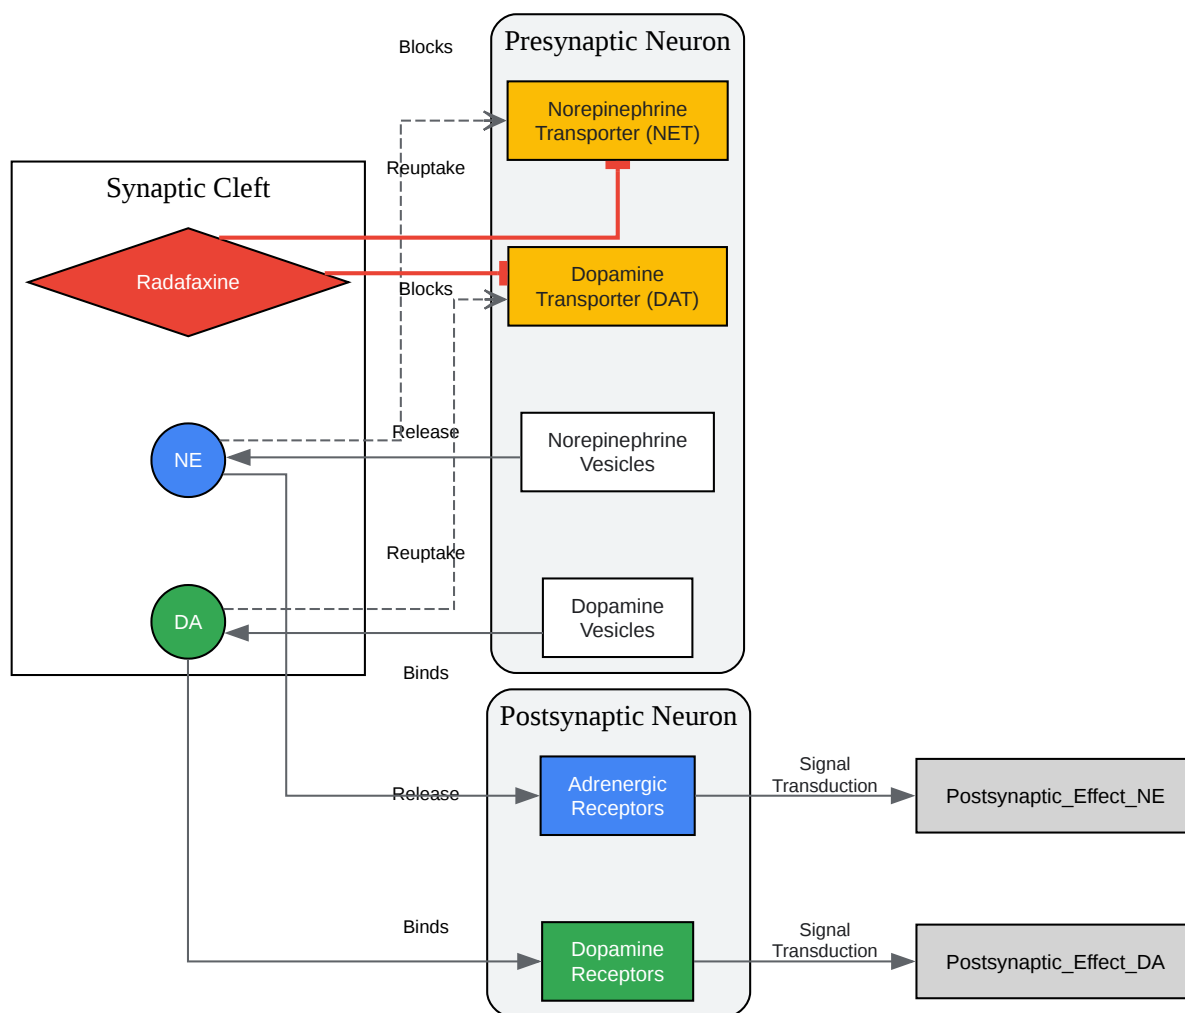 Blocks
Presynaptic Neuron
Norepinephrine
Transporter (NET)
Reuptake
Synaptic Cleft
Radafaxine
Dopamine
Transporter (DAT)
Blocks
Release
Norepinephrine
Vesicles
NE
Reuptake
Dopamine
Vesicles
DA
Binds
Postsynaptic Neuron
Release
Adrenergic
Receptors
Signal
Transduction
Postsynaptic_Effect_NE
Binds
Dopamine
Receptors
Signal
Transduction
Postsynaptic_Effect_DA